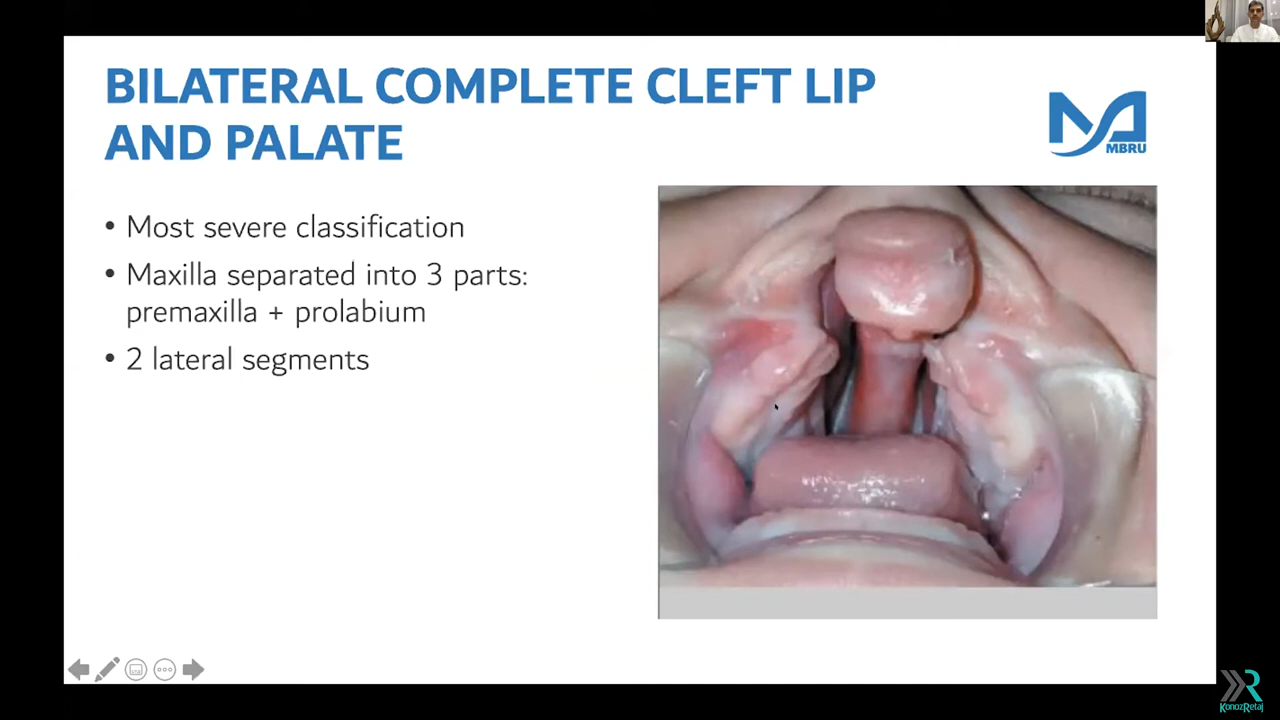 BILATERAL COMPLETE CLEFT LIP
AND PALATE
MBRU
• Most severe classification
• Maxilla separated into 3 parts:
premaxilla + prolabium
• 2 lateral segments
KonozRetaj